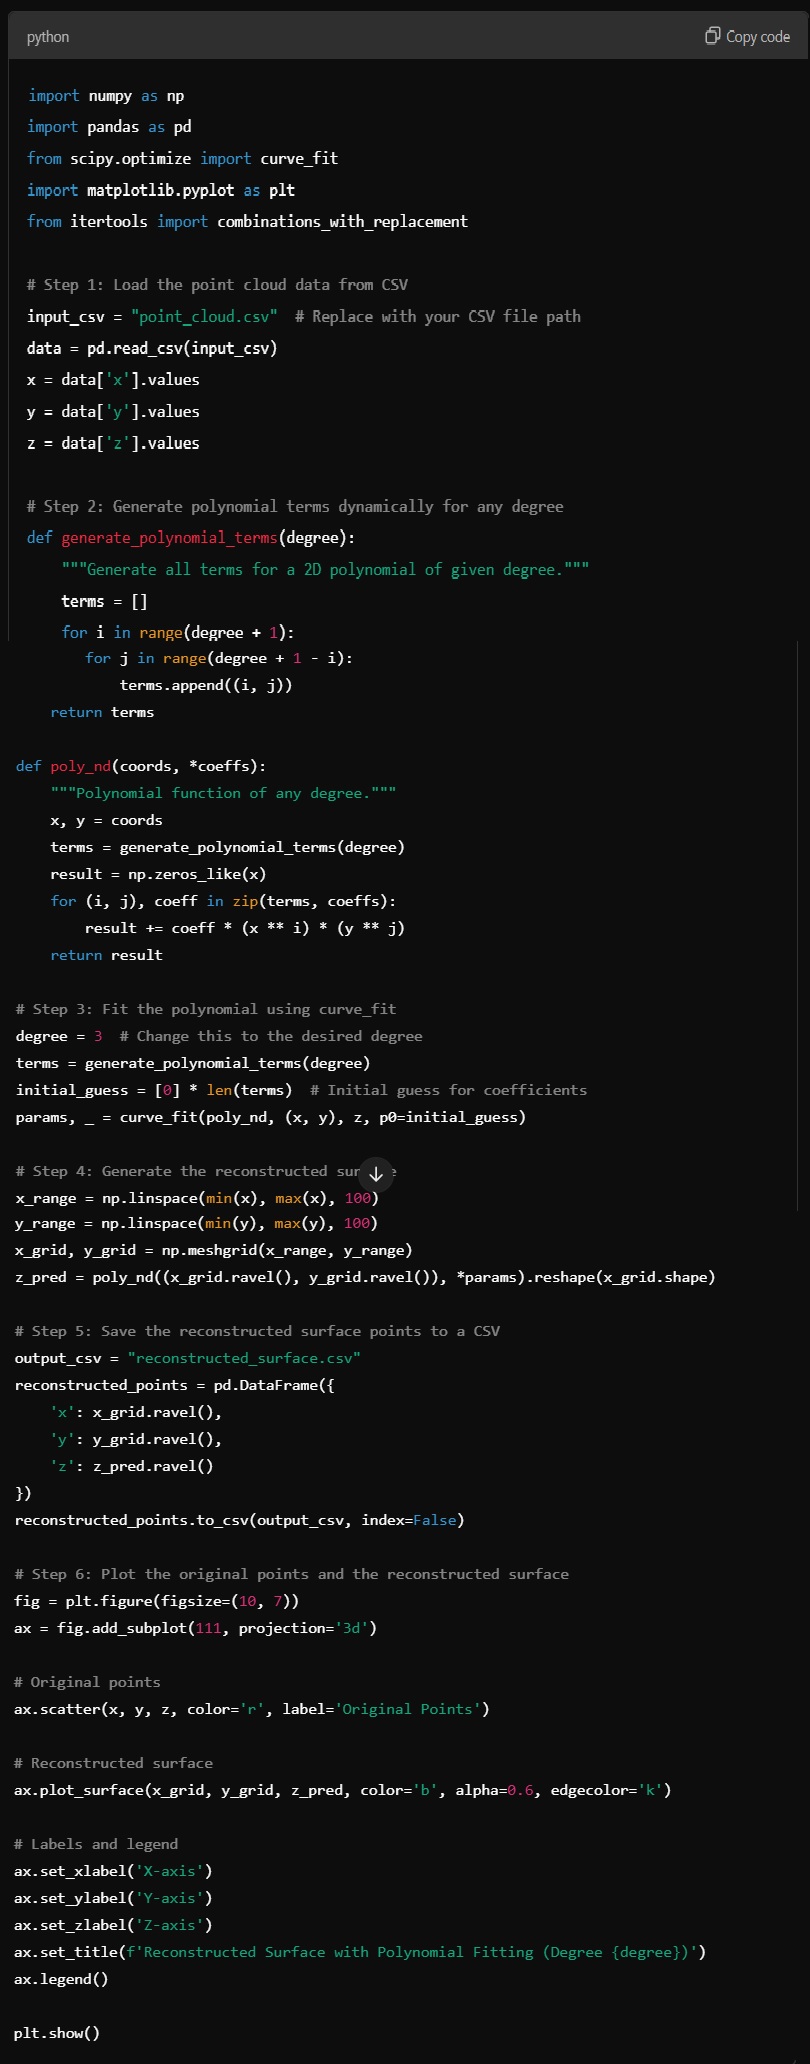 python
Copy code
import numpy as np
import pandas as pd
from scipy.optimize import curve_fit
import matplotlib.pyplot as plt
from itertools import combinations_with_replacement
# Step 1: Load the point cloud data from CSV
input_csv = "point_cloud.csv"  # Replace with your CSV file path
data = pd.read_csv(input_csv)
x = data['x'].values
y = data['y'].values
z = data['z'].values
# Step 2: Generate polynomial terms dynamically for any degree
def generate_polynomial_terms(degree):
    """Generate all terms for a 2D polynomial of given degree."""
    terms = []
    for i in range(degree + 1):
        for j in range(degree + 1 - i):
            terms.append((i, j))
    return terms
def poly_nd(coords, *coeffs):
    """Polynomial function of any degree."""
    x, y = coords
    terms = generate_polynomial_terms(degree)
    result = np.zeros_like(x)
    for (i, j), coeff in zip(terms, coeffs):
        result += coeff * (x ** i) * (y ** j)
    return result
# Step 3: Fit the polynomial using curve_fit
degree = 3  # Change this to the desired degree
terms = generate_polynomial_terms(degree)
initial_guess = [0] * len(terms)  # Initial guess for coefficients
params, _ = curve_fit(poly_nd, (x, y), z, p0=initial_guess)
# Step 4: Generate the reconstructed
x_range = np.linspace(min(x), max(x), 100)
y_range = np.linspace(min(y), max(y), 100)
x_grid, y_grid = np.meshgrid(x_range, y_range)
z_pred = poly_nd((x_grid.ravel(), y_grid.ravel()), *params).reshape(x_grid.shape)
# Step 5: Save the reconstructed surface points to a CSV
output_csv = "reconstructed_surface.csv"
reconstructed_points = pd.DataFrame({
    'x': x_grid.ravel(),
    'y': y_grid.ravel(),
    'z': z_pred.ravel()
})
reconstructed_points.to_csv(output_csv, index=False)
# Step 6: Plot the original points and the reconstructed surface
fig = plt.figure(figsize=(10, 7))
ax = fig.add_subplot(111, projection='3d')
# Original points
ax.scatter(x, y, z, color='r', label='Original Points')
# Reconstructed surface
ax.plot_surface(x_grid, y_grid, z_pred, color='b', alpha=0.6, edgecolor='k')
# Labels and legend
ax.set_xlabel('X-axis')
ax.set_ylabel('Y-axis')
ax.set_zlabel('Z-axis')
ax.set_title(f'Reconstructed Surface with Polynomial Fitting (Degree {degree})')
ax.legend()
plt.show()